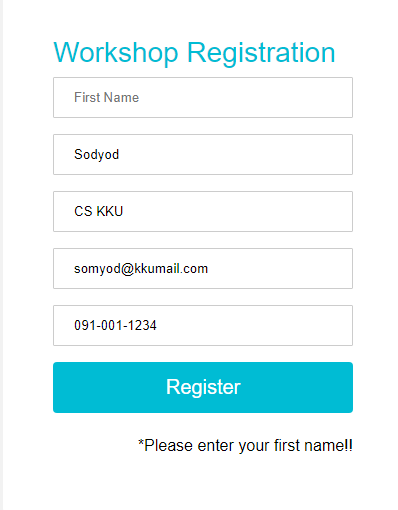 Workshop Registration
First Name
Sodyod
CS KKU
somyod@kkumail.com
091-001-1234
Register
*Please enter your first name!!